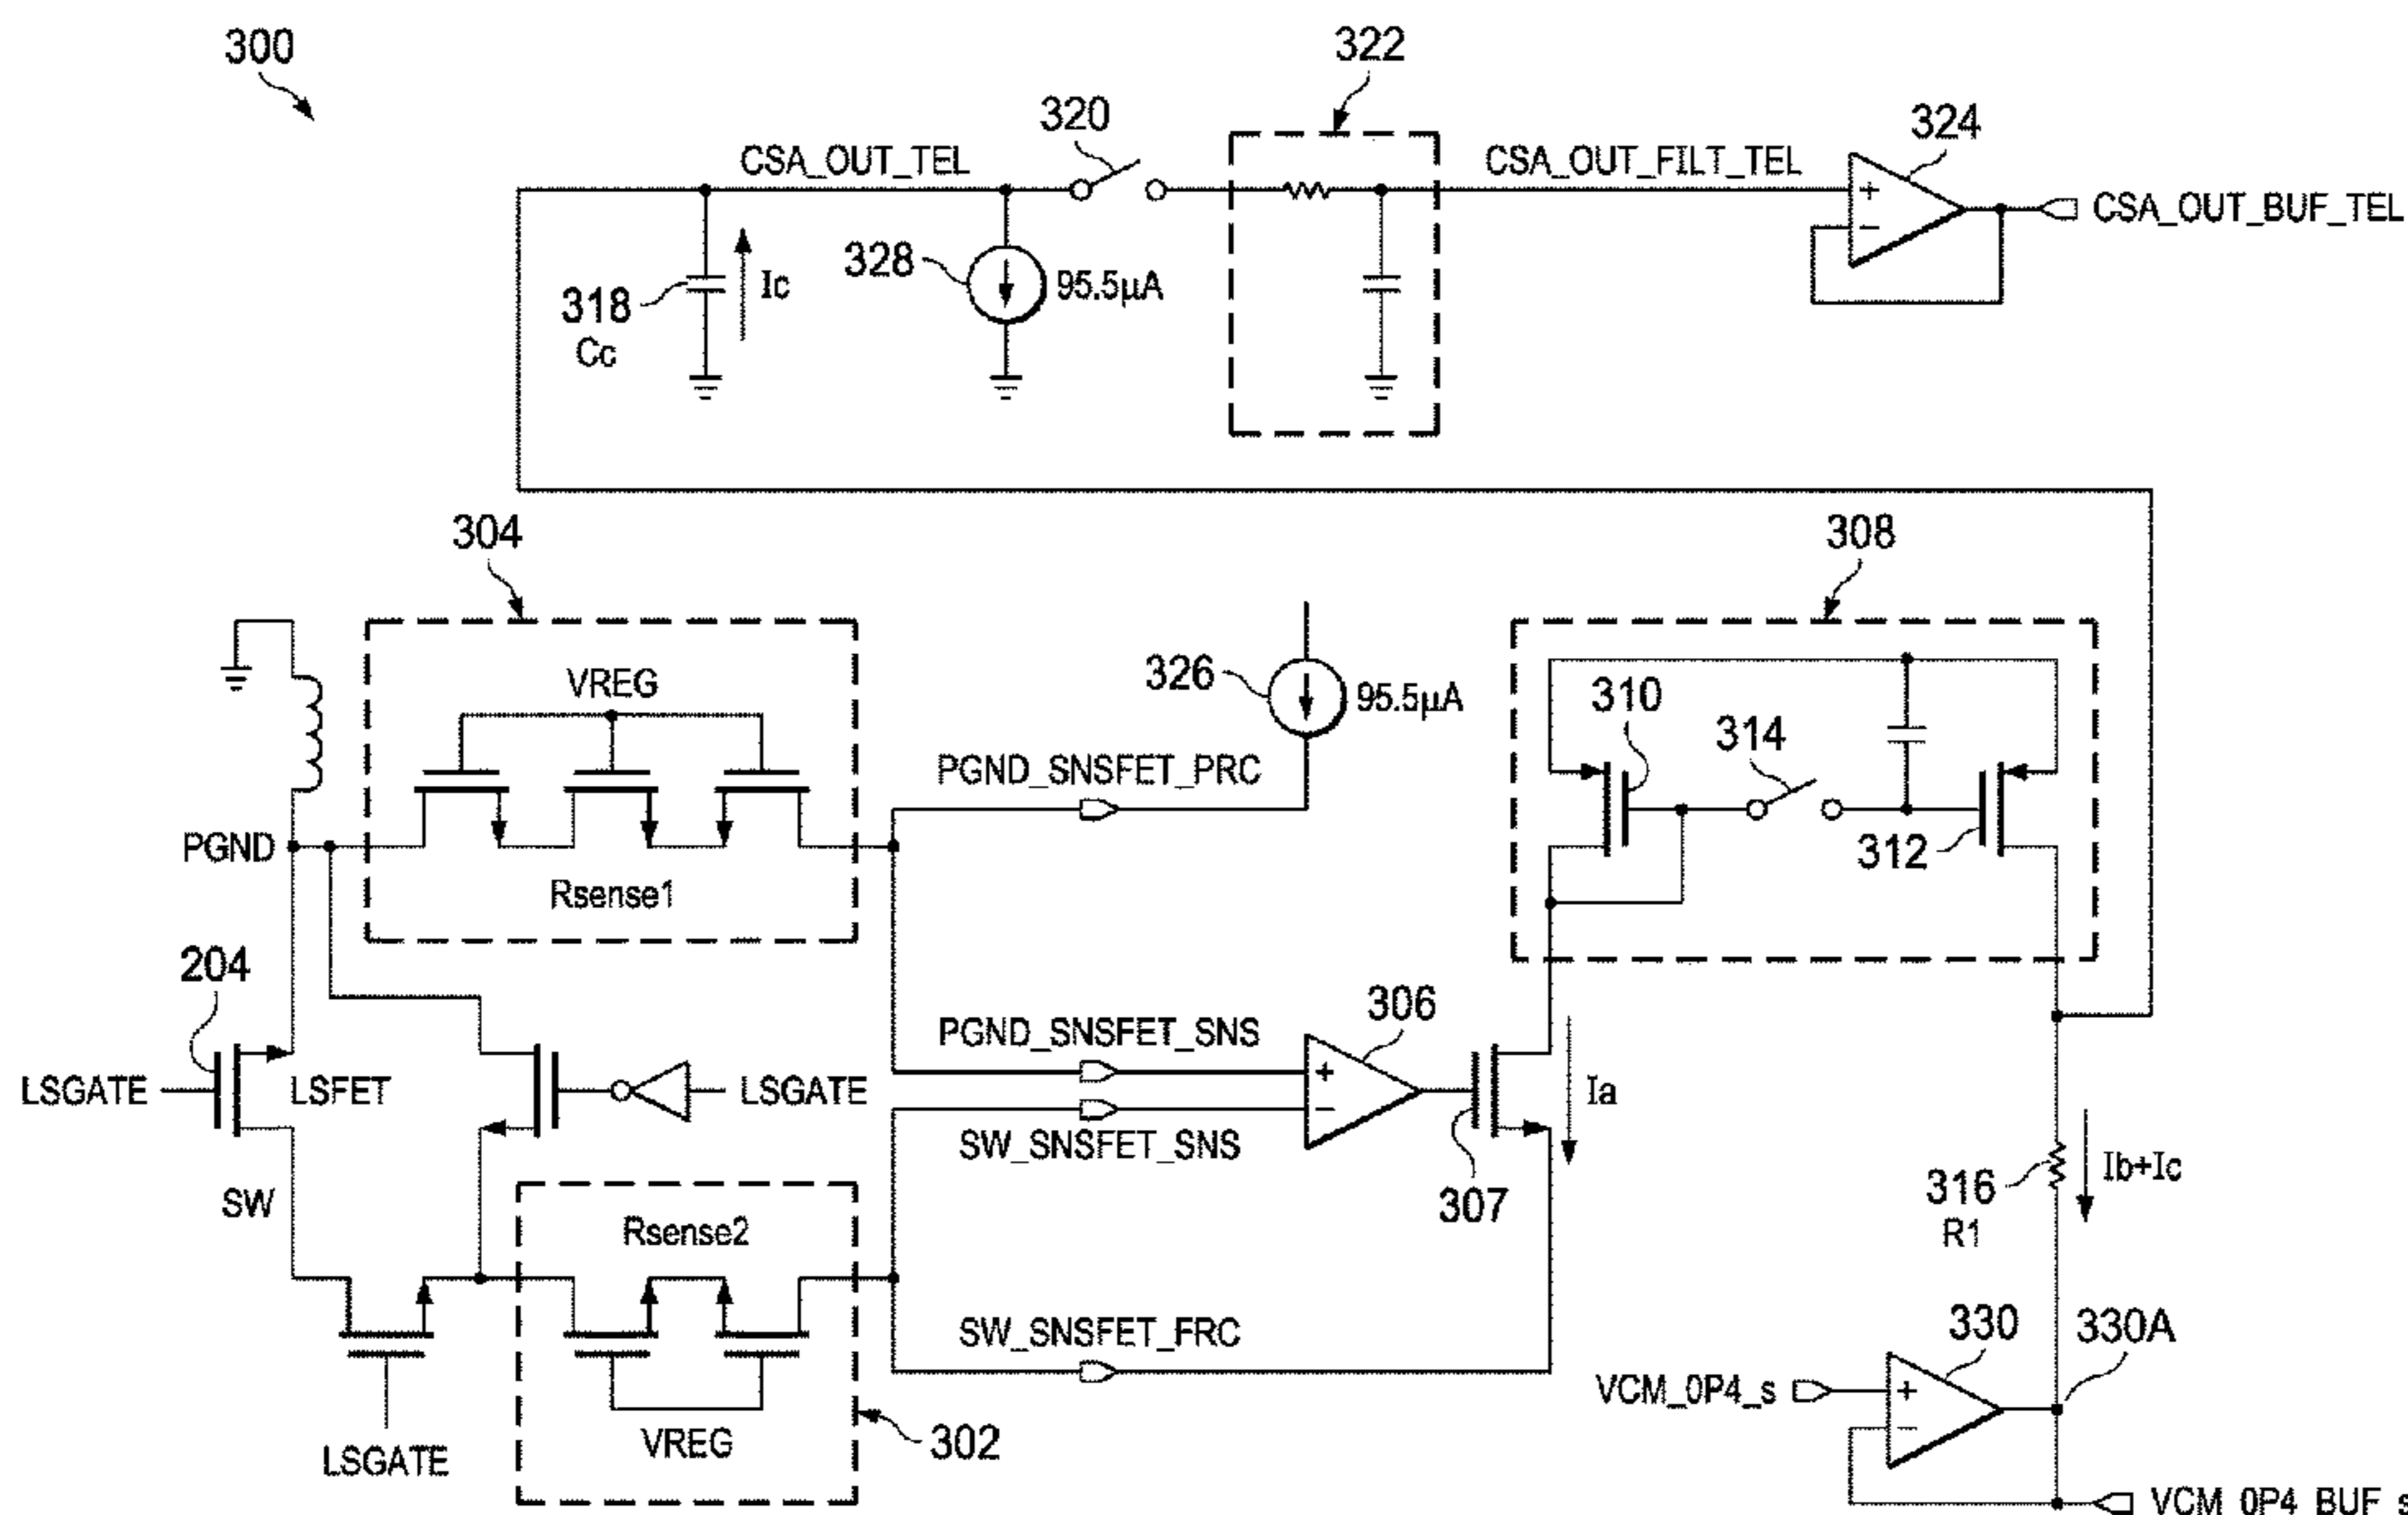 300
322
320
324
CSA_OUT_TEL
CSA_OUT_FILT_TEL
CSA_OUT_BUF_TEL
328
95.5μA
318
Cc
Ic
304
308
VREG
326
95.5μA
310
314
PGND_SNSFET_PRC
312
PGND
Rsense1
204
306
PGND_SNSFET_SNS
LSGATE
LSFET
LSGATE
SW_SNSFET_SNS
Ia
307
SW
Rsense2
316
R1
Ib+Ic
SW_SNSFET_FRC
330
330A
VCM_0P4_s
VREG
302
LSGATE
VCM_0P4_BUF_s